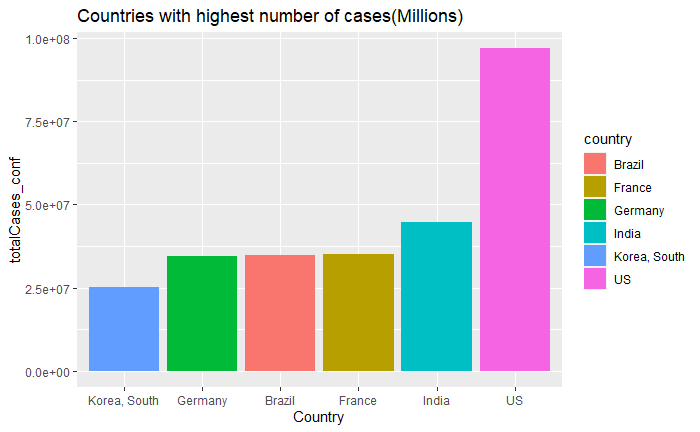 Countries with highest number of cases(Millions)
totalCases_conf
1.0e+08
7.5e+07
5.0e+07
2.5e+07
0.0e+00
Korea, South Germany Brazil France India US
Country
country
Brazil
France
Germany
India
Korea, South
US